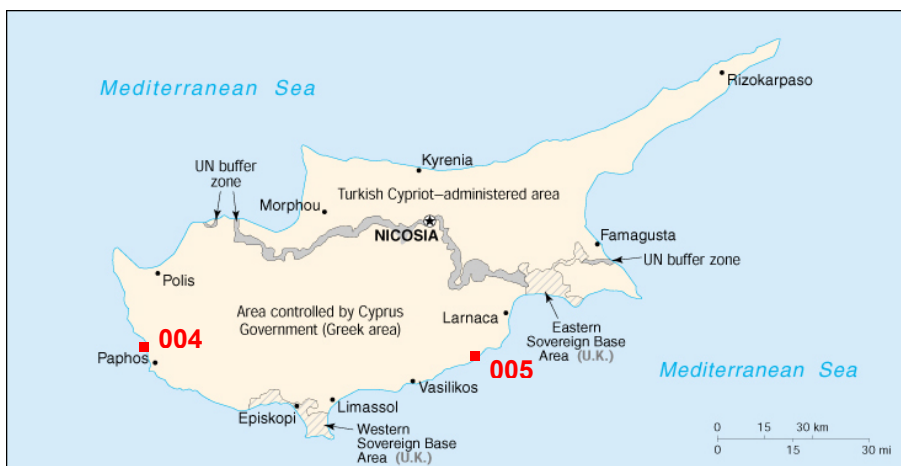 Rizokarpaso
Mediterranean Sea
Kyrenia
UN buffer
zone
Turkish Cypriot–administered area
Morphou
NICOSIA
Famagusta
UN buffer zone
Polis
Area controlled by Cyprus
Government (Greek area)
Larnaca
Eastern
Sovereign Base
Area (U.K.)
004
Paphos
005
Mediterranean Sea
Vasilikos
Episkopi
Limassol
Western
Sovereign Base
Area (U.K.)
0 15 30 km
0 15 30 mi